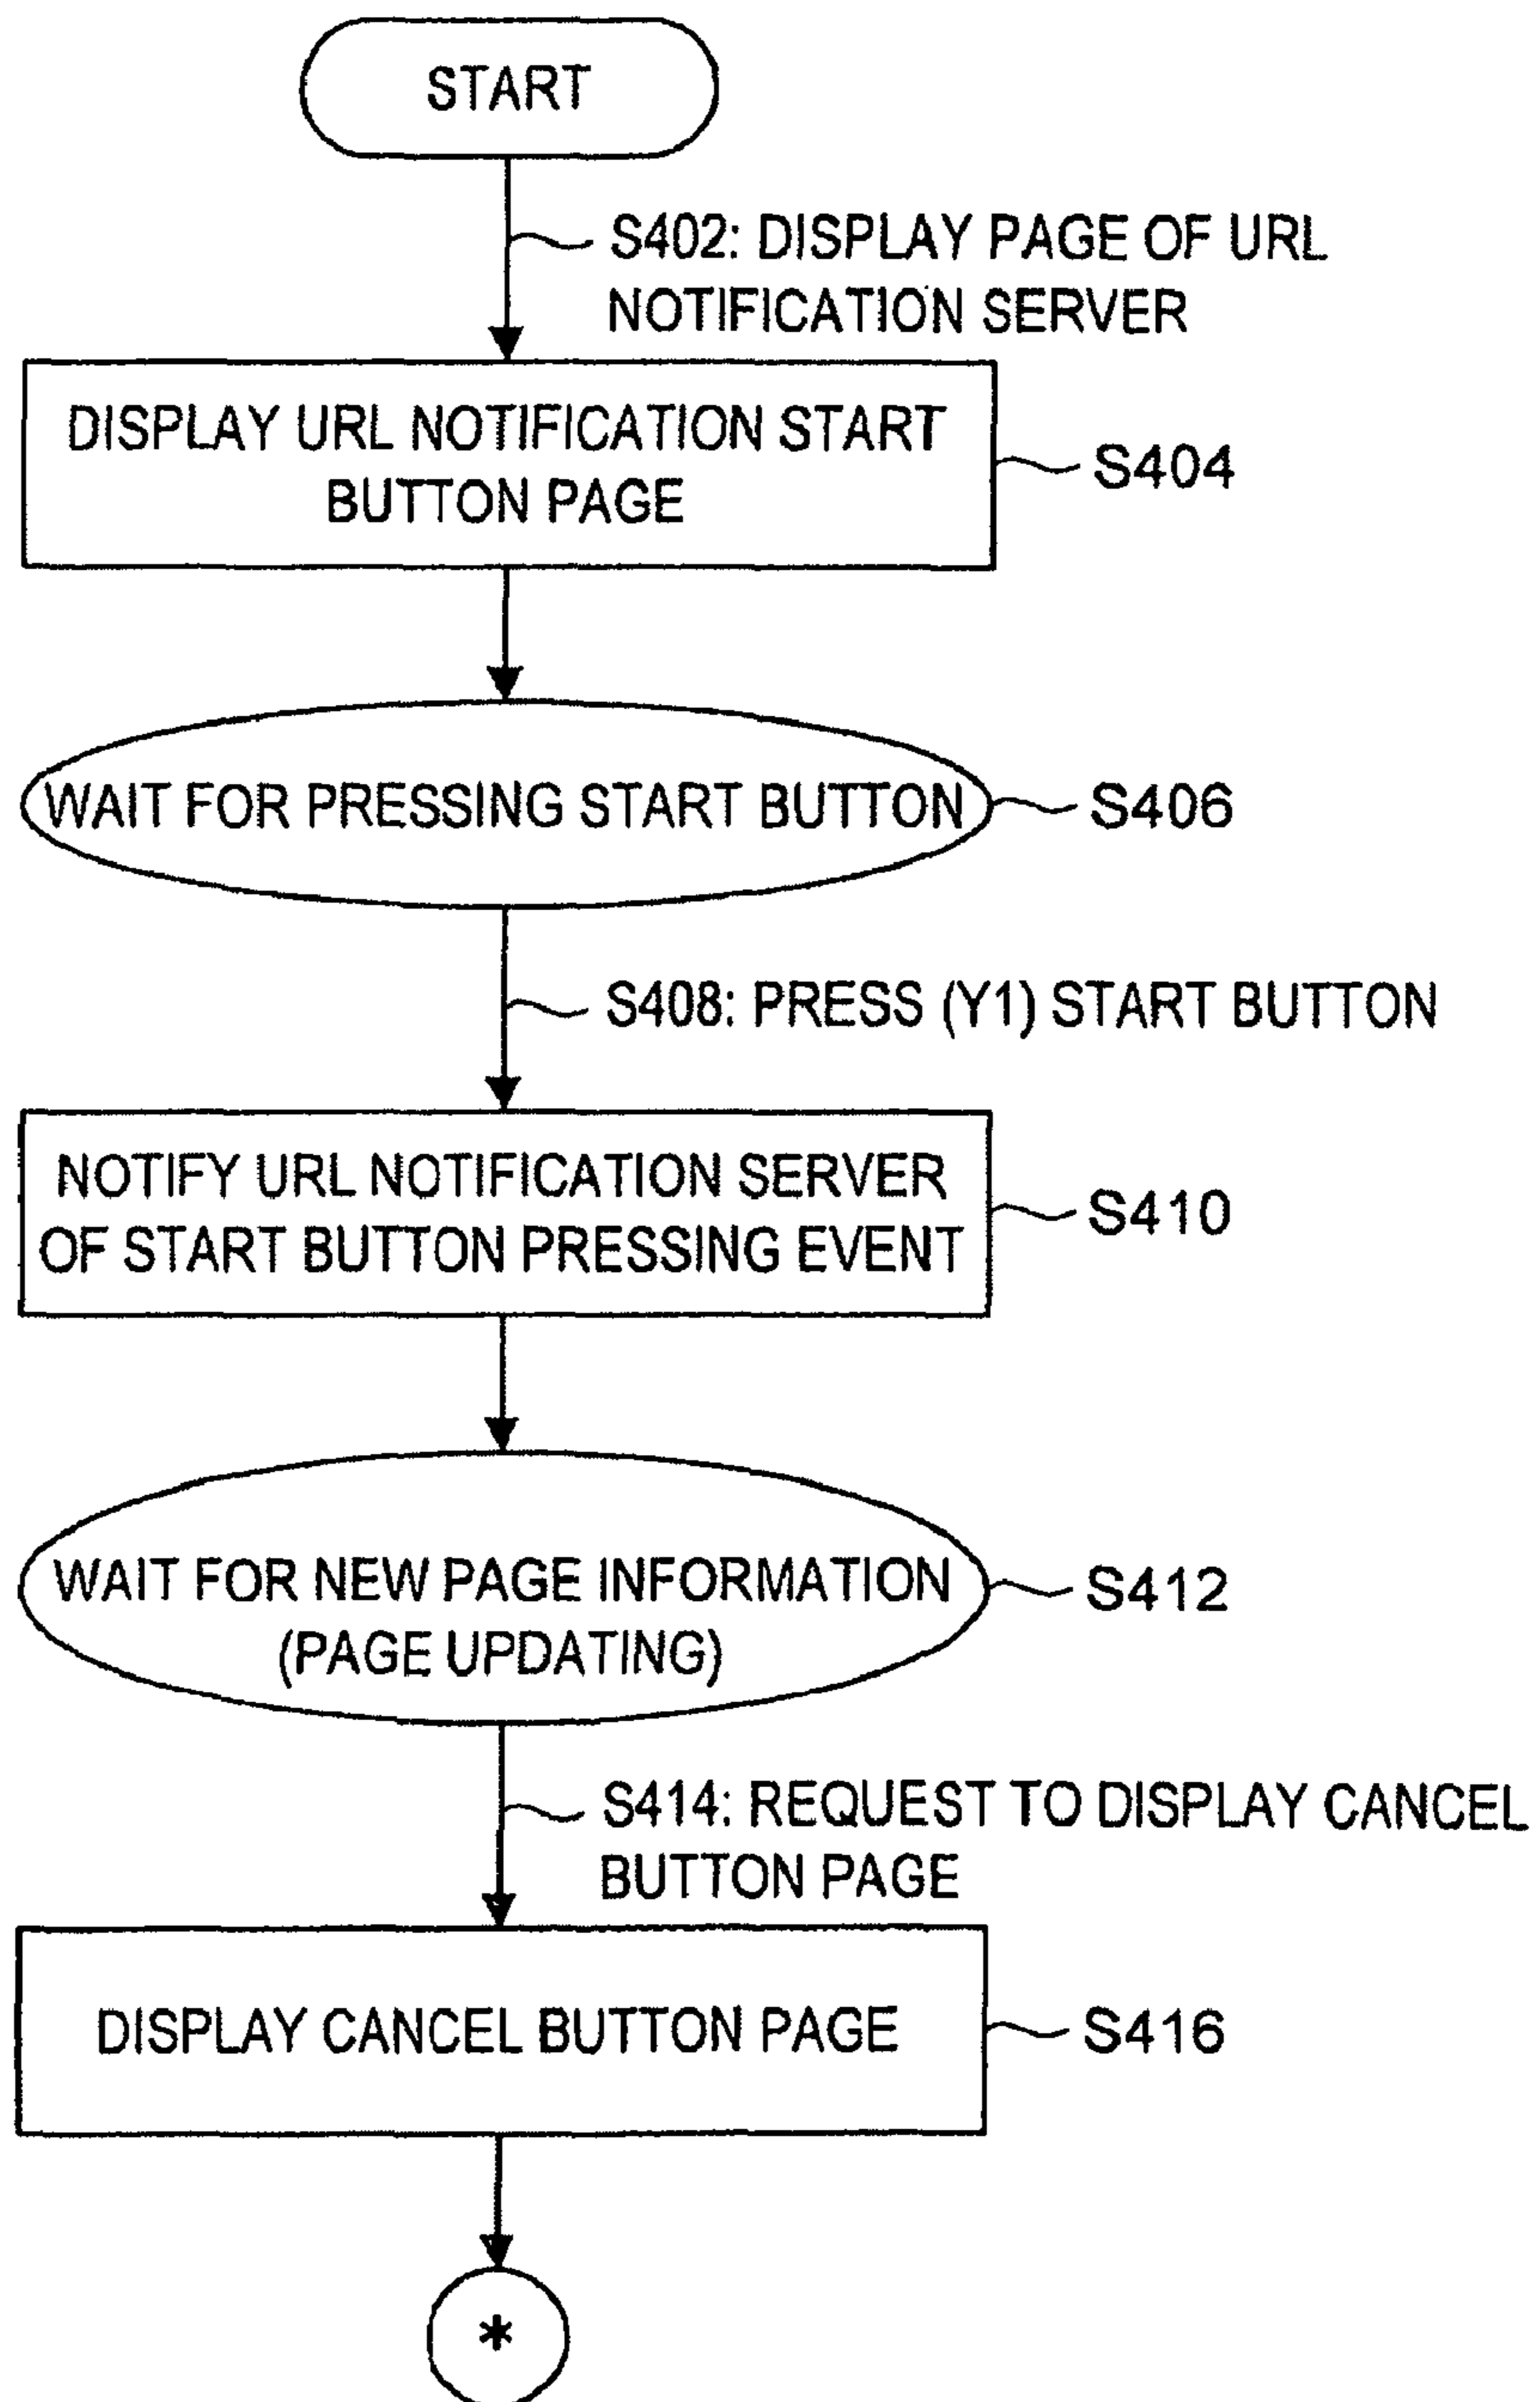 START
S402: DISPLAY PAGE OF URL
NOTIFICATION SERVER
DISPLAY URL NOTIFICATION START
BUTTON PAGE
S404
WAIT FOR PRESSING START BUTTON
S406
S408: PRESS (Y1) START BUTTON
NOTIFY URL NOTIFICATION SERVER
OF START BUTTON PRESSING EVENT
S410
WAIT FOR NEW PAGE INFORMATION
(PAGE UPDATING)
S412
S414: REQUEST TO DISPLAY CANCEL
BUTTON PAGE
DISPLAY CANCEL BUTTON PAGE
S416
*